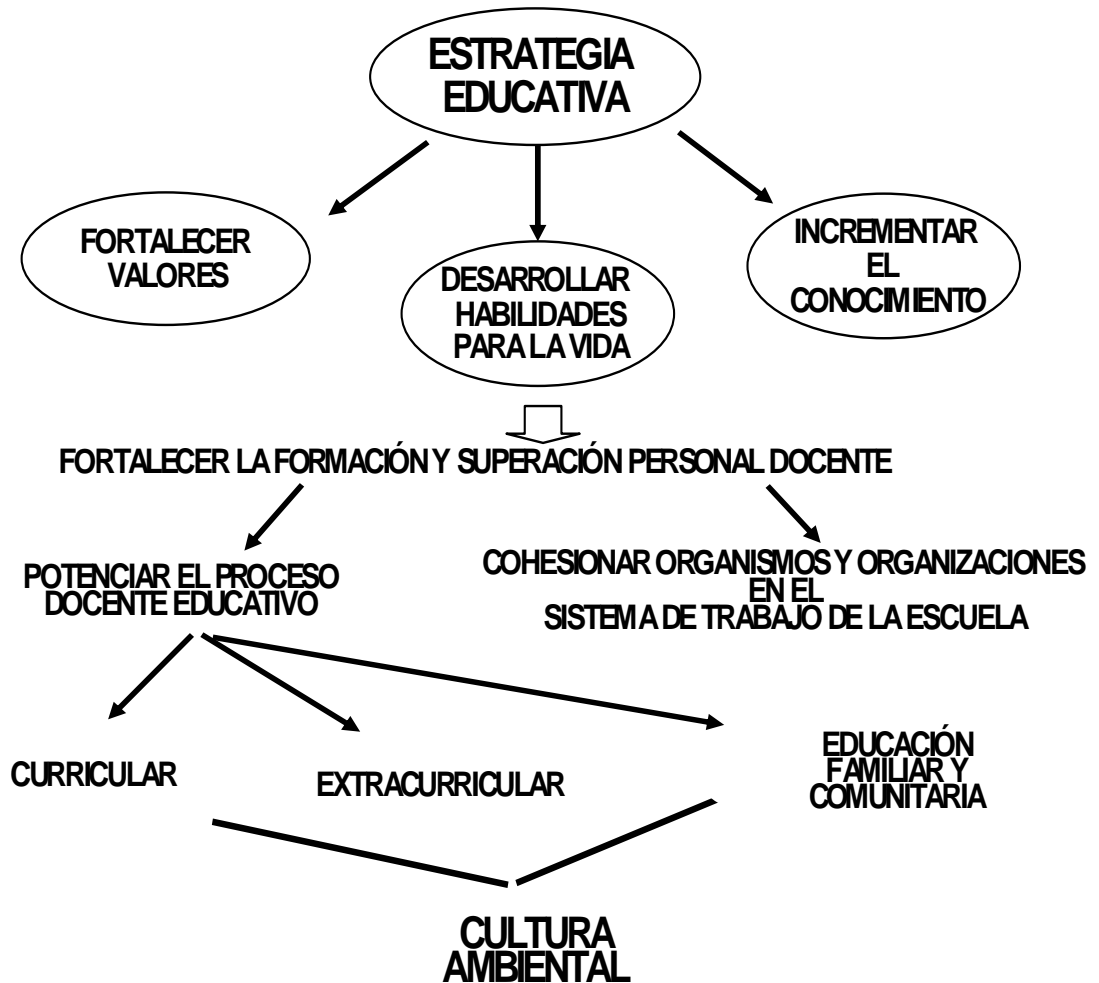 ESTRATEGIA
EDUCATIVA
FORTALECER
VALORES
DESARROLLAR
HABILIDADES
PARA LA VIDA
INCREMENTAR
EL
CONOCIMIENTO
FORTALECER LA FORMACIÓN Y SUPERACIÓN PERSONAL DOCENTE
POTENCIAR EL PROCESO
DOCENTE EDUCATIVO
COHESIONAR ORGANISMOS Y ORGANIZACIONES
EN EL
SISTEMA DE TRABAJO DE LA ESCUELA
CURRICULAR
EXTRACURRICULAR
EDUCACIÓN
FAMILIAR Y
COMUNITARIA
CULTURA
AMBIENTAL